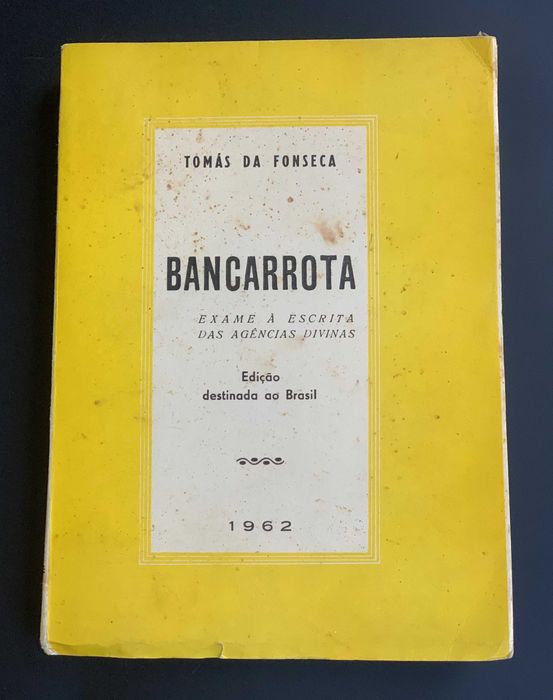 TOMÁS DA FONSECA
BANCARROTA
EXAME À ESCRITA
DAS AGÊNCIAS DIVINAS
Edição
destinada ao Brasil
1962